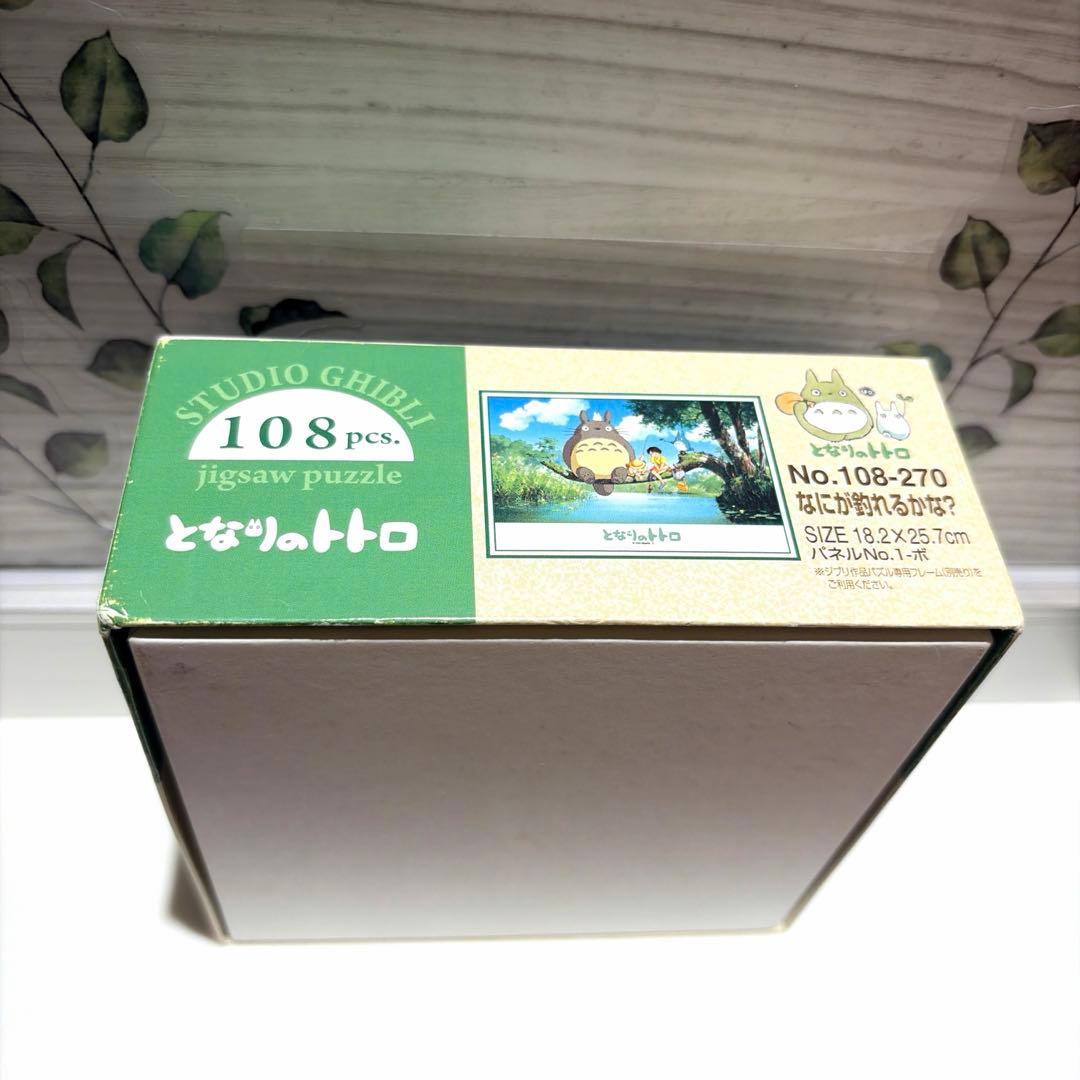 STUDIO GHIBLI
108 pcs.
jigsaw puzzle
となりのトトロ
となりのトトロ
となりのトトロ
No.108-270
なにが釣れるかな?
SIZE 18.2×25.7cm
パネルNo.1-ボ
※ジブリ作品パズル専用フレーム(別売り)を
ご利用ください。